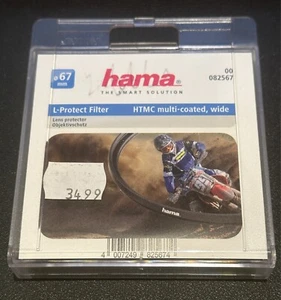 ø 67
mm
hama®
THE SMART SOLUTION
00
082567
L-Protect Filter
HTMC multi-coated, wide
Lens protector
Objektivschutz
3499
hama
4 007249 825674